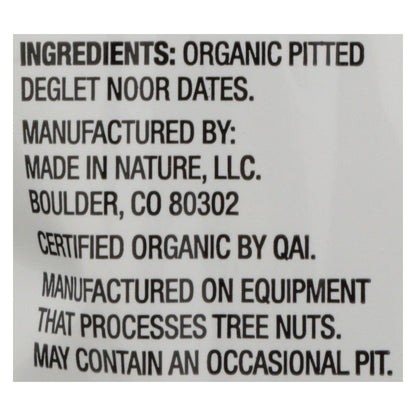 INGREDIENTS: ORGANIC PITTED
DEGLET NOOR DATES.
MANUFACTURED BY:
MADE IN NATURE, LLC.
BOULDER, CO 80302
CERTIFIED ORGANIC BY QAI.
MANUFACTURED ON EQUIPMENT
THAT PROCESSES TREE NUTS.
MAY CONTAIN AN OCCASIONAL PIT.